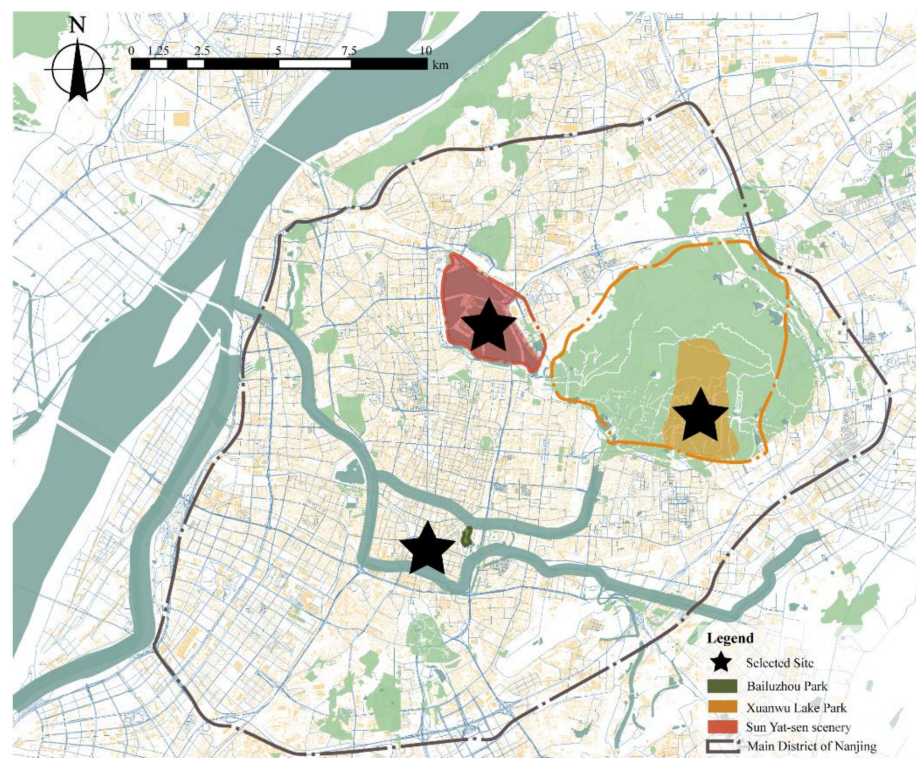 N
0 1.25 2.5 5 7.5 10
km
Legend
Selected Site
Bailuzhou Park
Xuanwu Lake Park
Sun Yat-sen scenery
Main District of Nanjing